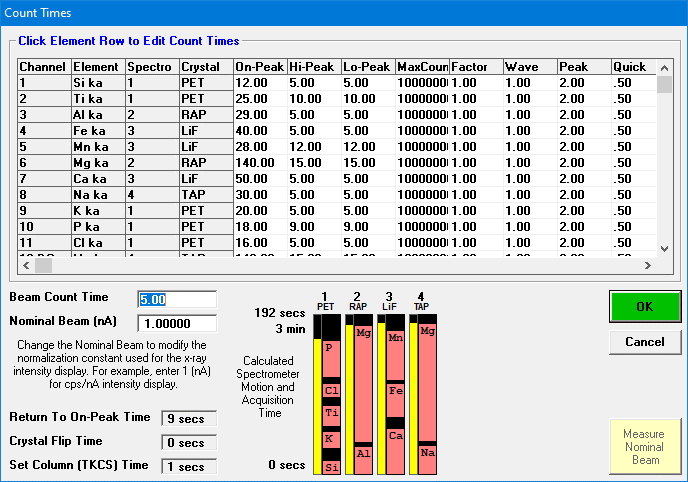 Count Times
Click Element Row to Edit Count Times
Channel Element Spectro Crystal On-Peak Hi-Peak Lo-Peak MaxCoun Factor Wave Peak Quick
1 Si ka 1 PET 12.00 5.00 5.00 1000000 1.00 1.00 2.00 .50
2 Ti ka 1 PET 25.00 10.00 10.00 1000000 1.00 1.00 2.00 .50
3 Al ka 2 RAP 29.00 5.00 5.00 1000000 1.00 1.00 2.00 .50
4 Fe ka 3 LiF 40.00 5.00 5.00 1000000 1.00 1.00 2.00 .50
5 Mn ka 3 LiF 28.00 12.00 12.00 1000000 1.00 1.00 2.00 .50
6 Mg ka 2 RAP 140.00 15.00 15.00 1000000 1.00 1.00 2.00 .50
7 Ca ka 3 LiF 50.00 5.00 5.00 1000000 1.00 1.00 2.00 .50
8 Na ka 4 TAP 30.00 5.00 5.00 1000000 1.00 1.00 2.00 .50
9 K ka 1 PET 20.00 5.00 5.00 1000000 1.00 1.00 2.00 .50
10 P ka 1 PET 18.00 9.00 9.00 1000000 1.00 1.00 2.00 .50
11 Cl ka 1 PET 16.00 5.00 5.00 1000000 1.00 1.00 2.00 .50
Beam Count Time 5.00
Nominal Beam (nA) 1.00000
Change the Nominal Beam to modify the
normalization constant used for the x-ray
intensity display. For example, enter 1 (nA)
for cps/nA intensity display.
Return To On-Peak Time 9 secs
Crystal Flip Time 0 secs
Set Column (TKCS) Time 1 secs
192 secs
3 min
Calculated
Spectrometer
Motion and
Acquisition
Time
0 secs
1 2 3 4
PET RAP LiF TAP
P
Cl
Ti
K
Si
Mg
Al
Mn
Fe
Ca
Mg
Na
OK
Cancel
Measure
Nominal
Beam